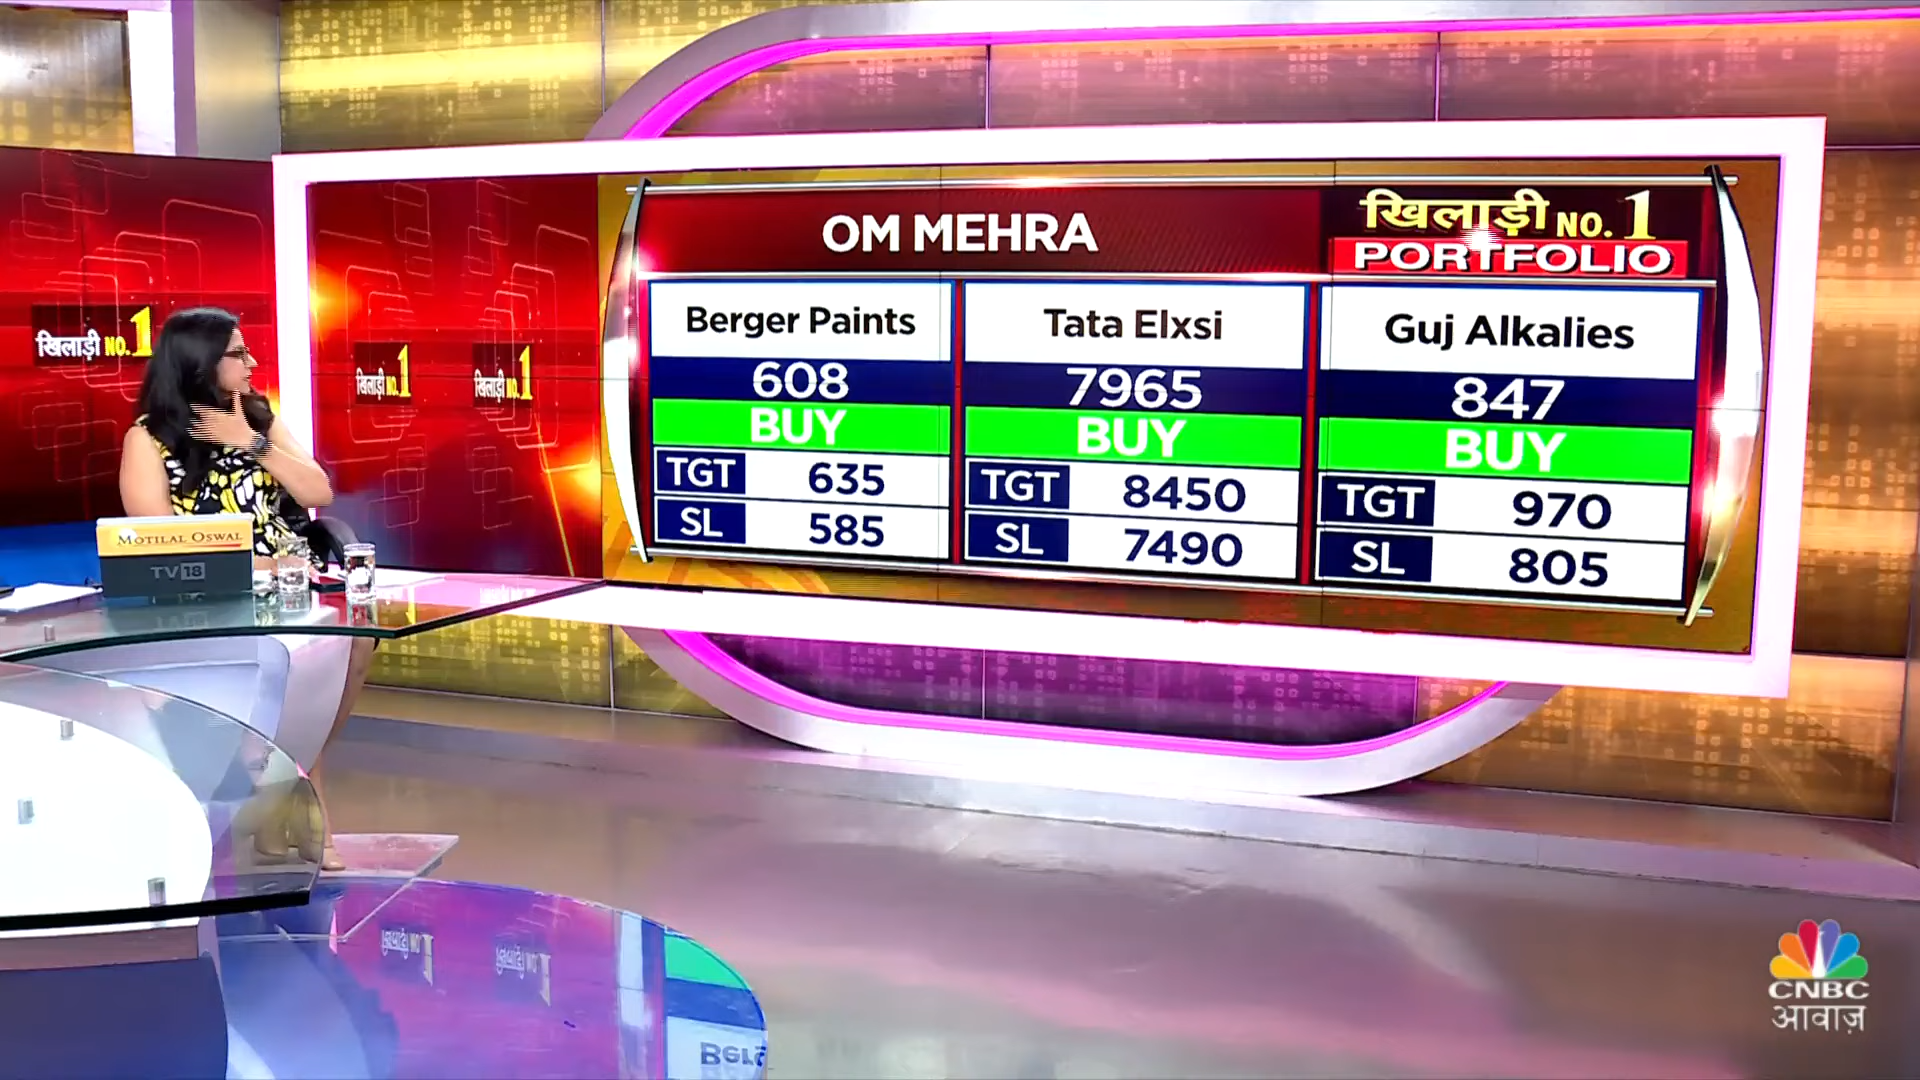 OM MEHRA
खिलाड़ी NO. 1
PORTFOLIO
Berger Paints
608
BUY
TGT 635
SL 585
Tata Elxsi
7965
BUY
TGT 8450
SL 7490
Guj Alkalies
847
BUY
TGT 970
SL 805
खिलाड़ी NO. 1
खिलाड़ी NO. 1
खिलाड़ी NO. 1
MOTILAL OSWAL
TV18
CNBC
आवाज़